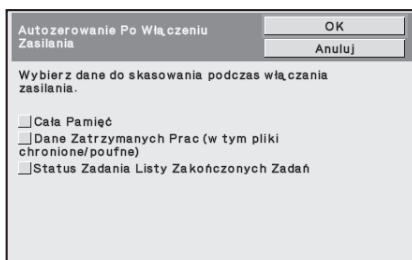 Autozerowanie Po Włączeniu
Zasilania
OK
Anuluj
Wybierz dane do skasowania podczas włączania
zasilania.
Cała Pamięć
Dane Zatrzymanych Prac (w tym pliki
chronione/poufne)
Status Zadania Listy Zakończonych Zadań